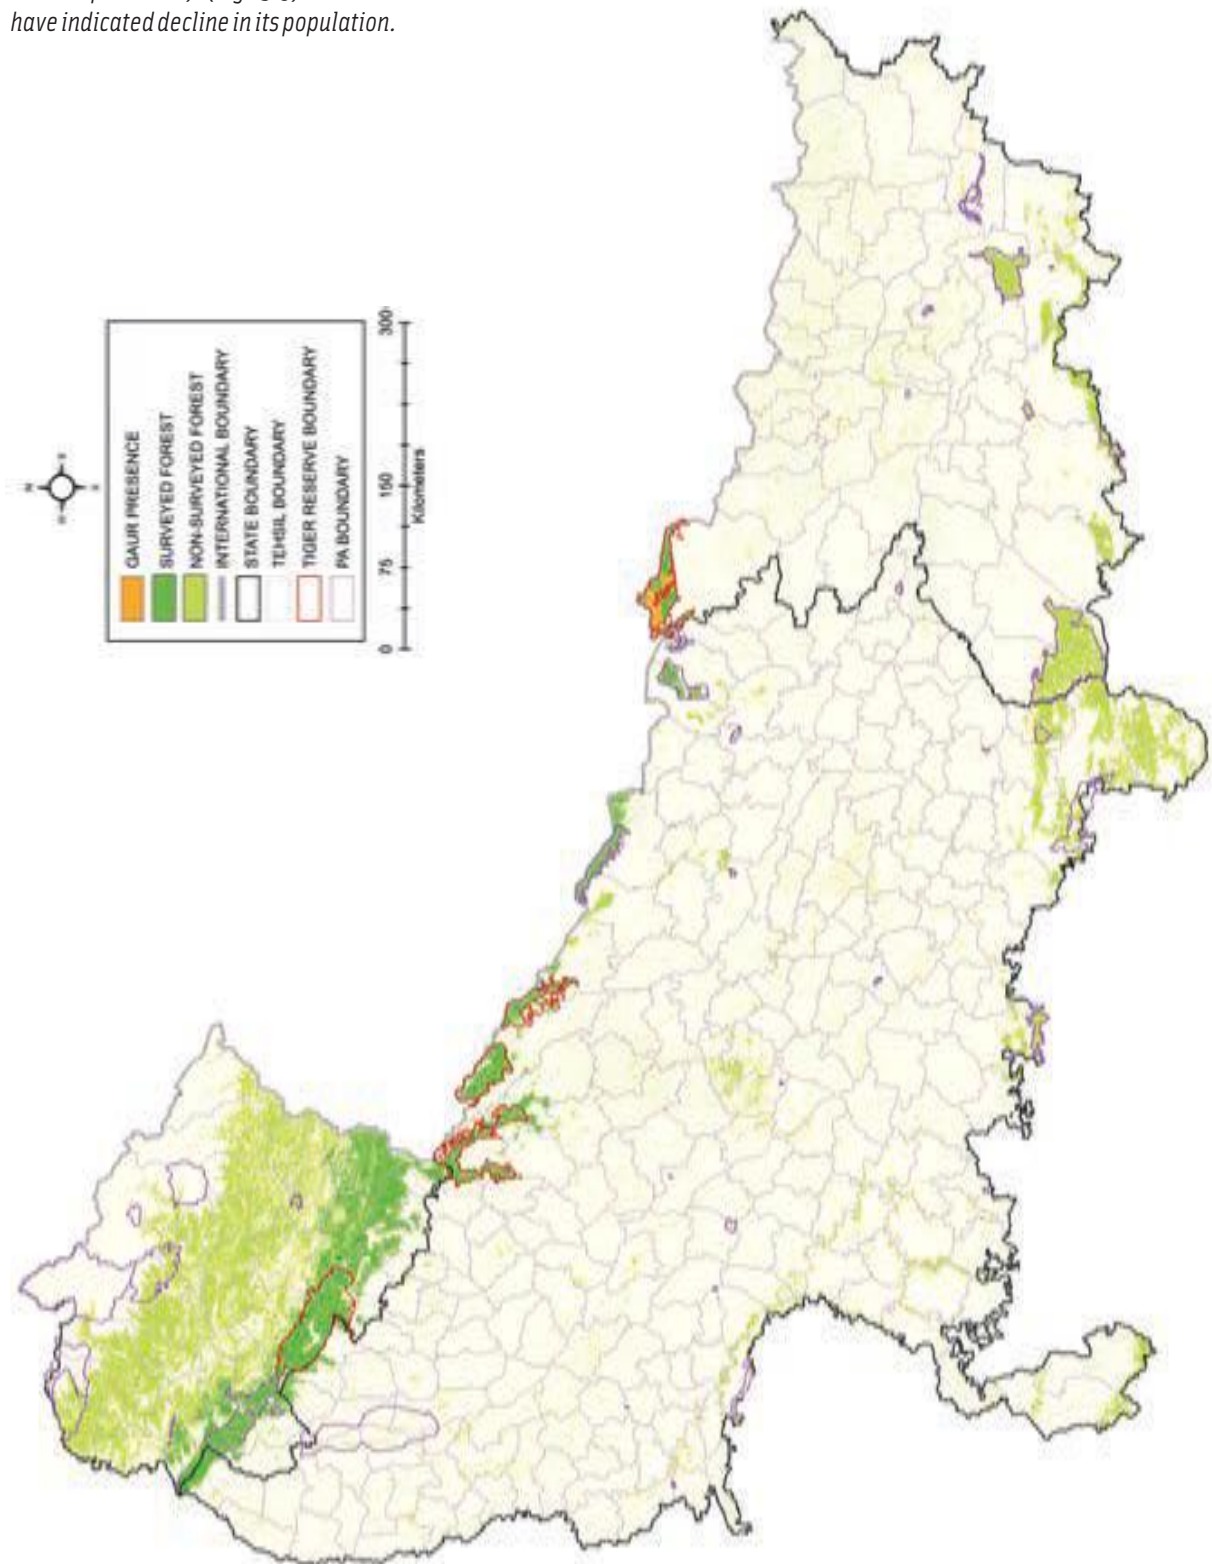 have indicated decline in its population.
N
GAUR PRESENCE
SURVEYED FOREST
NON-SURVEYED FOREST
INTERNATIONAL BOUNDARY
STATE BOUNDARY
TEHSIL BOUNDARY
TIGER RESERVE BOUNDARY
PA BOUNDARY
0 75 150 300
Kilometers